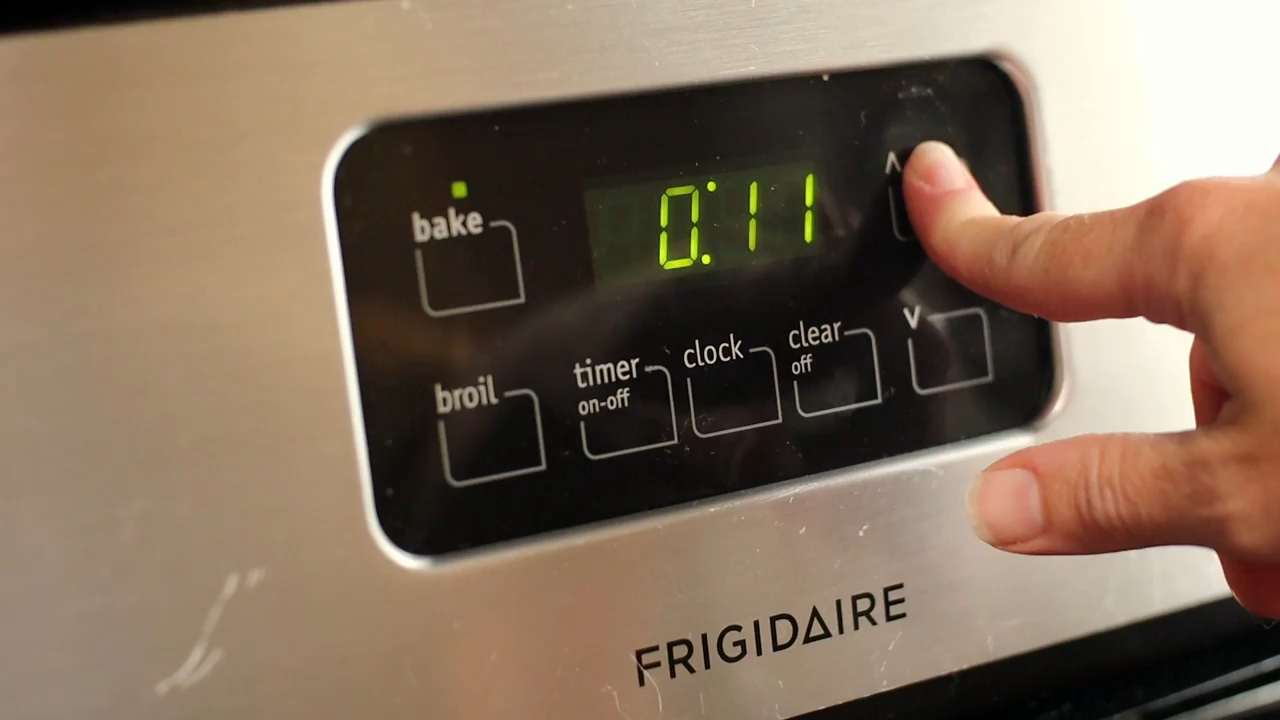 bake
0:11
^
broil
timer
on-off
clock
clear
off
v
FRIGIDAIRE